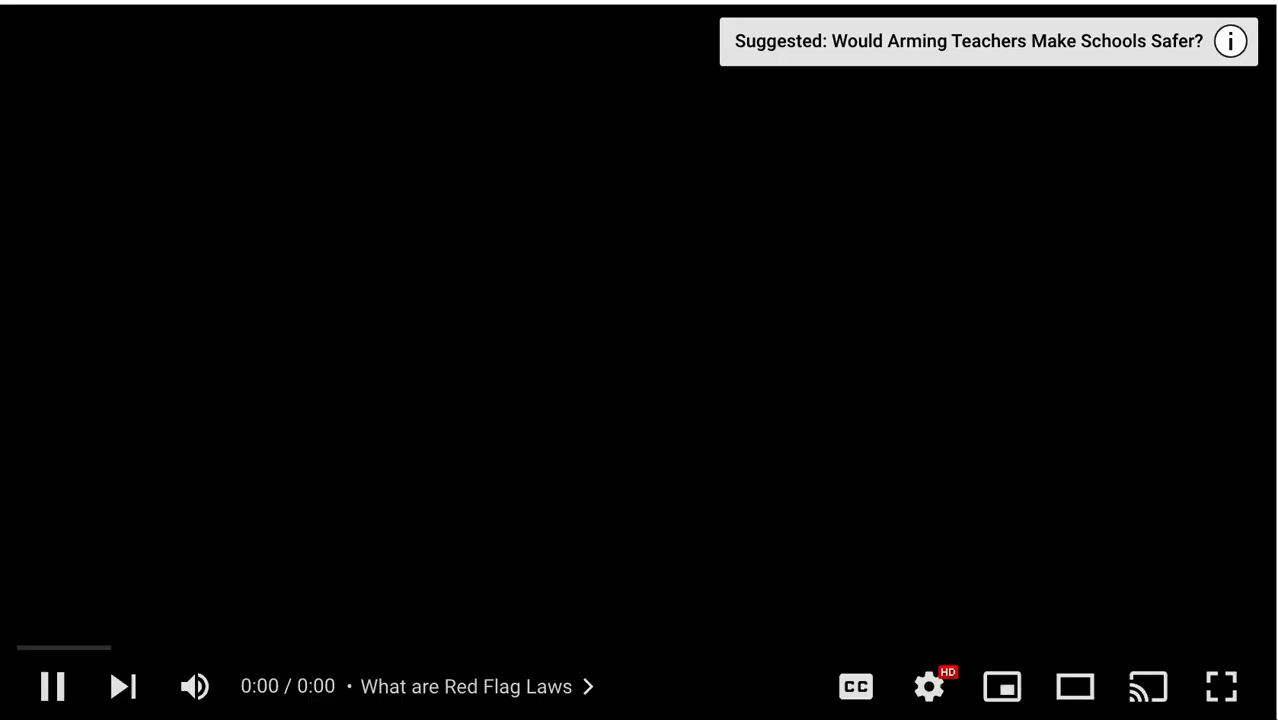 Suggested: Would Arming Teachers Make Schools Safer? i
HD
0:00 / 0:00 • What are Red Flag Laws > CC